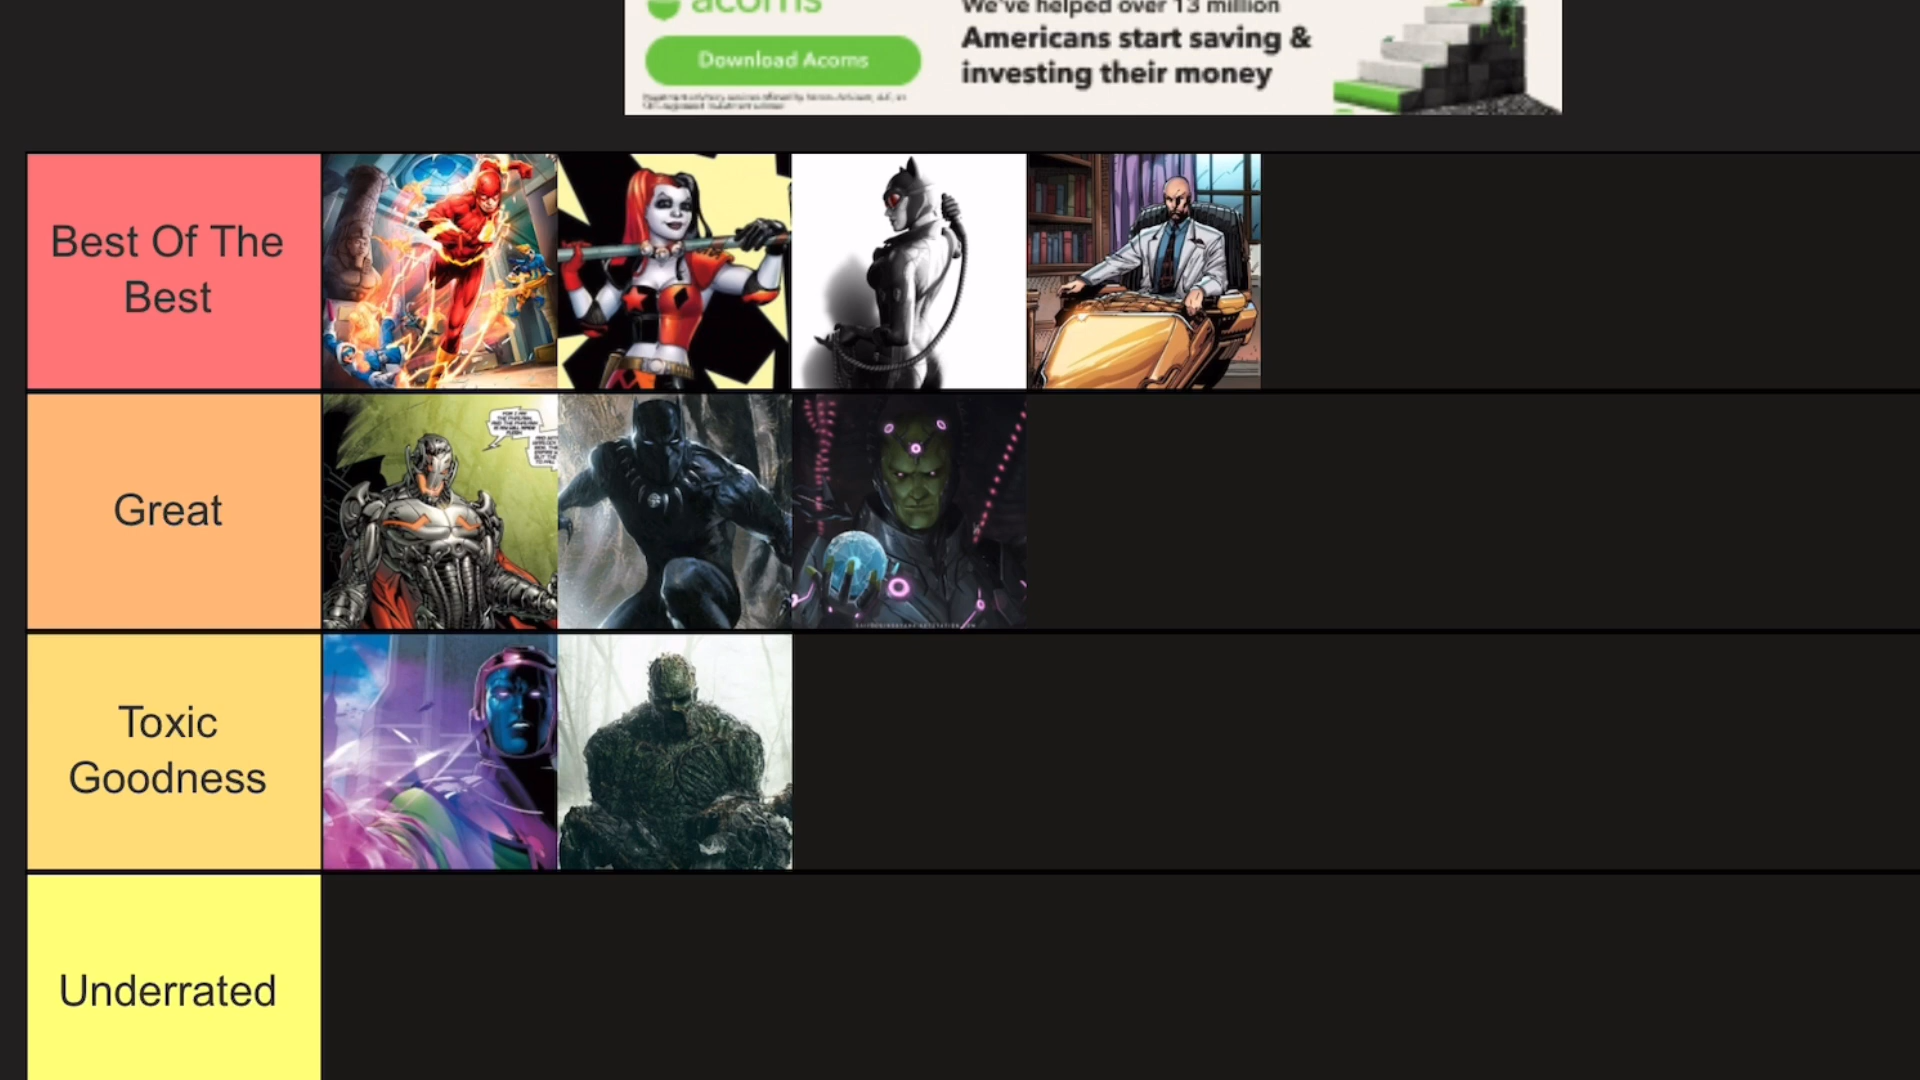 acorns
We've helped over 13 million
Americans start saving &
investing their money
Download Acorns
Best Of The
Best
Great
Toxic
Goodness
Underrated